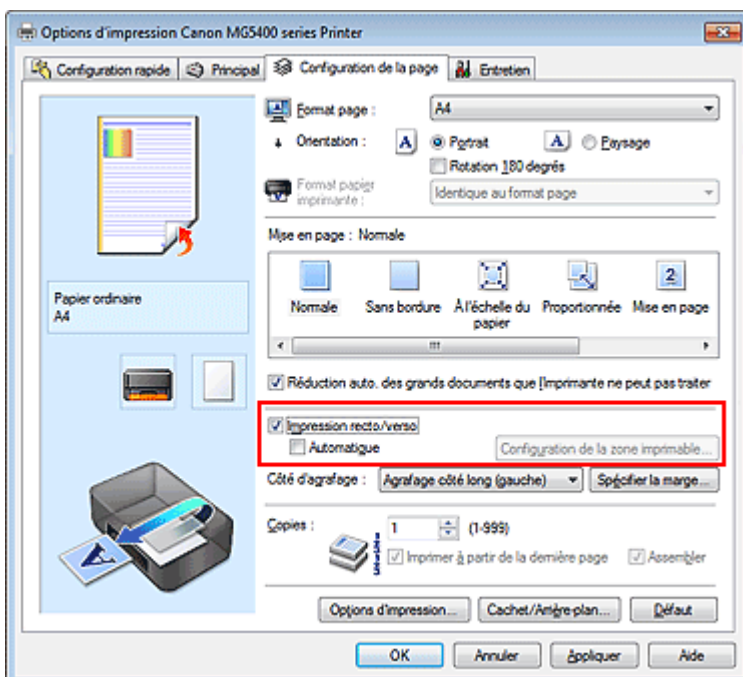 Options d'impression Canon MG5400 series Printer
Configuration rapide
Principal
Configuration de la page
Entretien
Format page :
A4
Orientation :
A
Portrait
A
Paysage
Rotation 180 degrés
Format papier
imprimante :
Identique au format page
Mise en page : Normale
Papier ordinaire
A4
2
Normale
Sans bordure
À l'échelle du
papier
Proportionnée
Mise en page
Réduction auto. des grands documents que l'imprimante ne peut pas traiter
Impression recto/verso
Automatique
Configuration de la zone imprimable...
Côté d'agrafage :
Agrafage côté long (gauche)
Spécifier la marge...
Copies :
1
(1-999)
Imprimer à partir de la dernière page
Assembler
A
Options d'impression...
Cachet/Arrière-plan...
Défaut
OK
Annuler
Appliquer
Aide